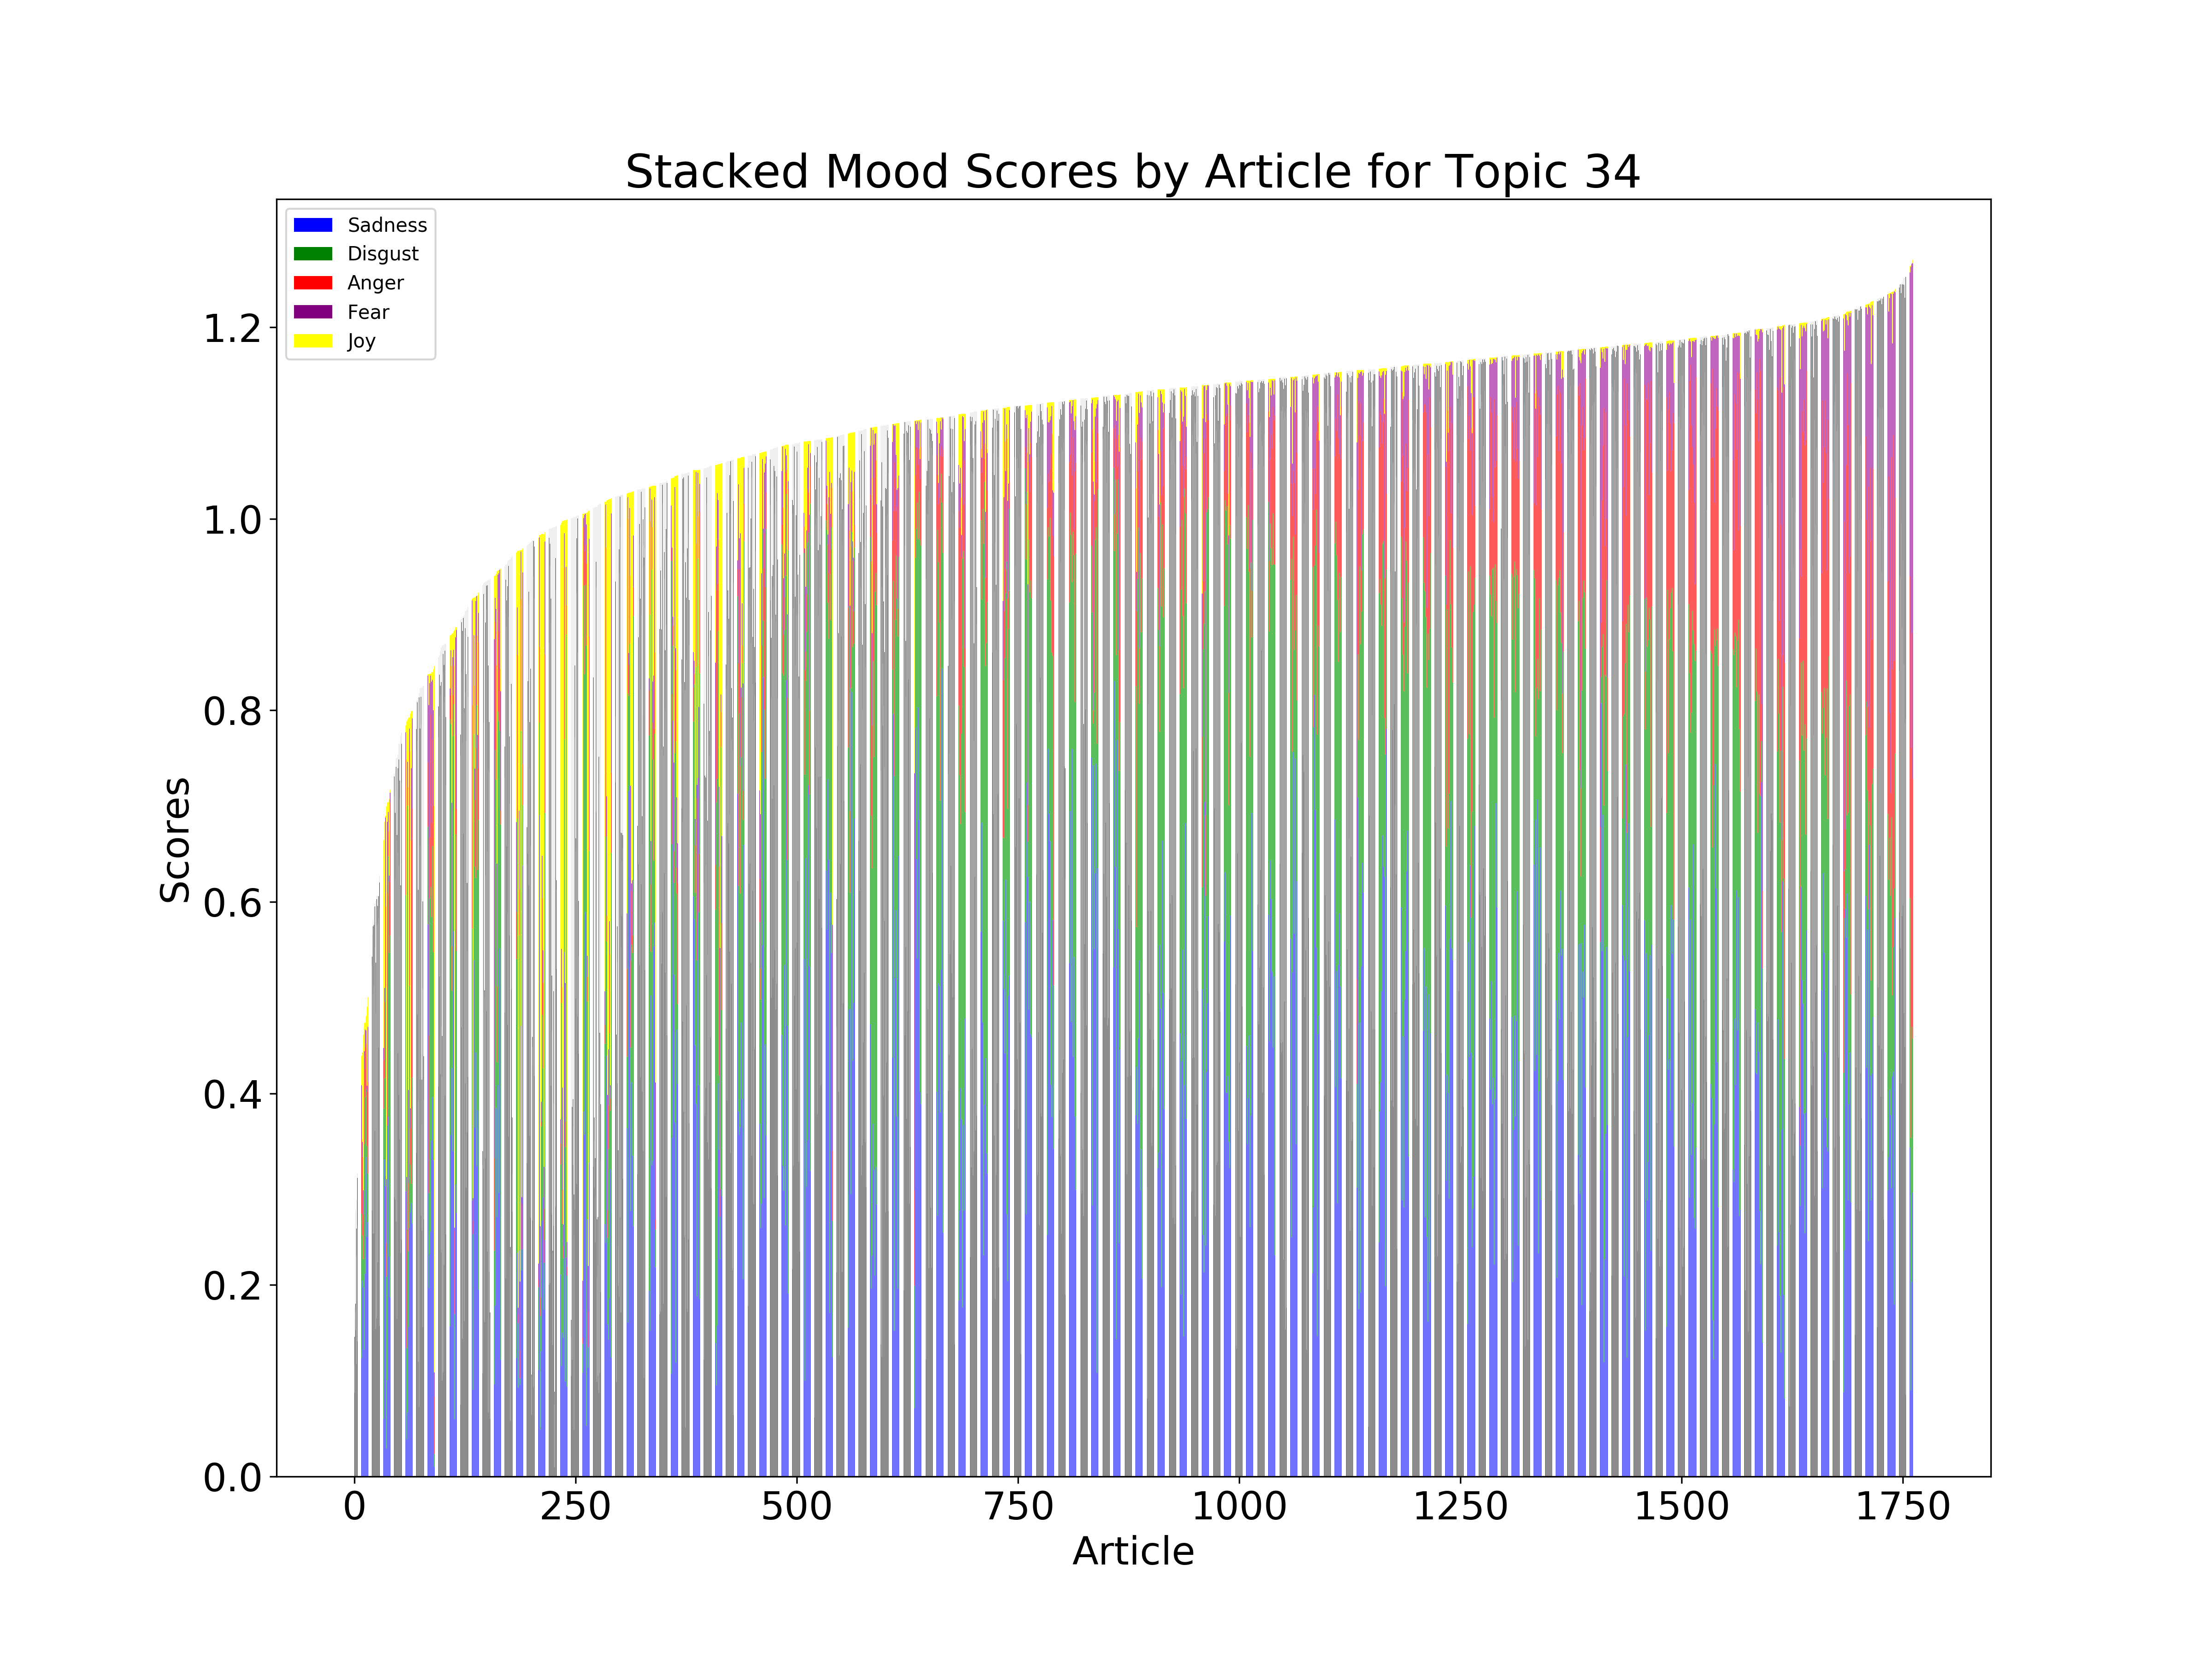 Stacked Mood Scores by Article for Topic 34
Sadness
Disgust
Anger
Fear
Joy
1.2
1.0
0.8
0.6
0.4
0.2
0.0
Scores
0 250 500 750 1000 1250 1500 1750
Article